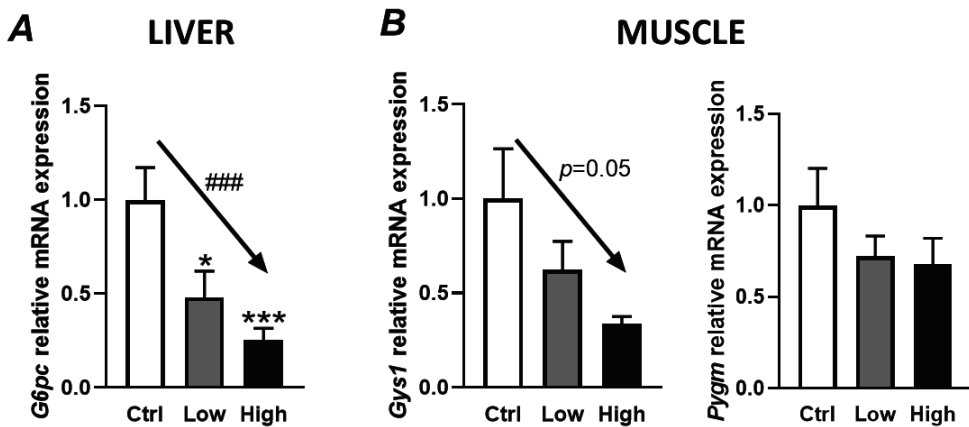 A LIVER
B MUSCLE
G6pc relative mRNA expression
1.5
1.0
0.5
0.0
###
*
***
Ctrl Low High
Gys1 relative mRNA expression
1.5
1.0
0.5
0.0
p=0.05
Ctrl Low High
Pygm relative mRNA expression
1.5
1.0
0.5
0.0
Ctrl Low High